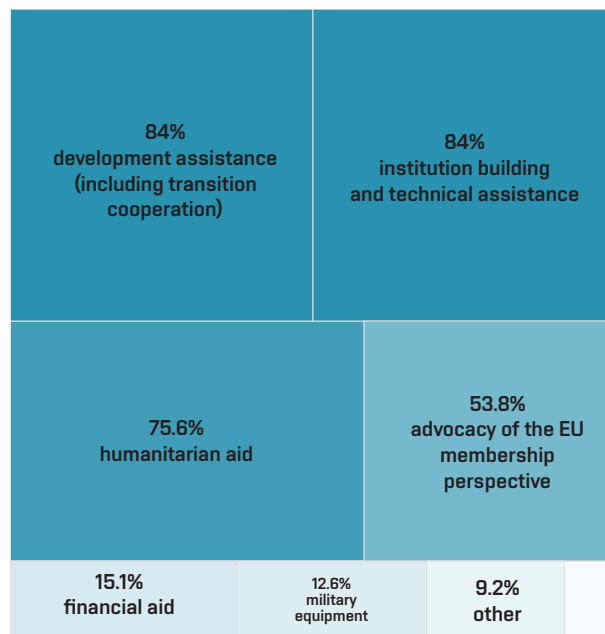 84%
development assistance
(including transition
cooperation)
84%
institution building
and technical assistance
75.6%
humanitarian aid
53.8%
advocacy of the EU
membership
perspective
15.1%
financial aid
12.6%
military
equipment
9.2%
other